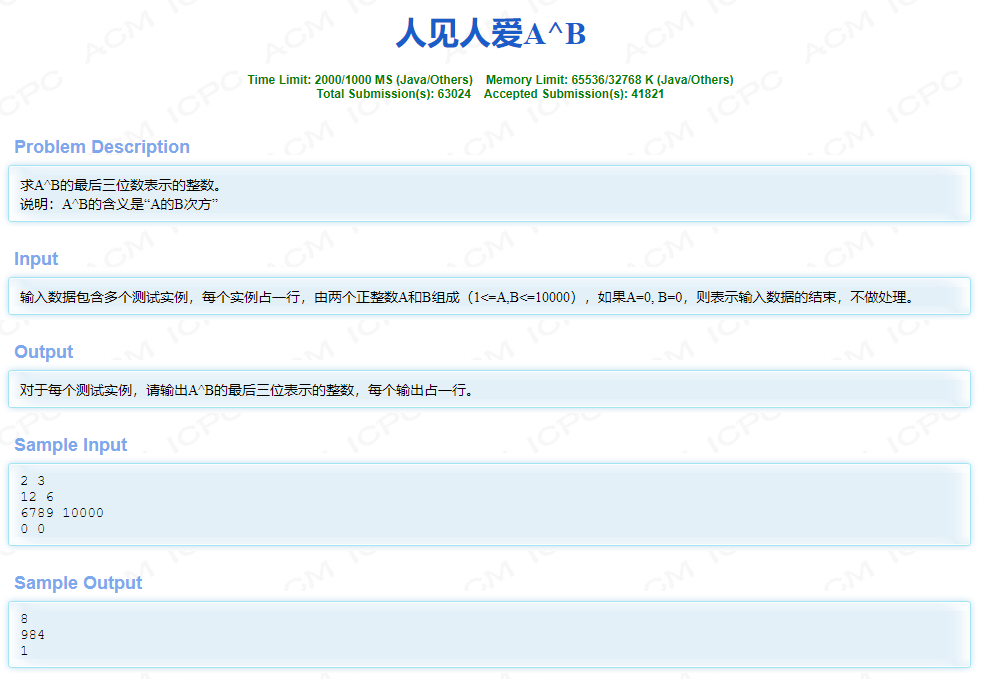 人见人爱A^B
Time Limit: 2000/1000 MS (Java/Others) Memory Limit: 65536/32768 K (Java/Others)
Total Submission(s): 63024 Accepted Submission(s): 41821
Problem Description
求A^B的最后三位数表示的整数。
说明：A^B的含义是“A的B次方”
Input
输入数据包含多个测试实例，每个实例占一行，由两个正整数A和B组成（1<=A,B<=10000），如果A=0, B=0，则表示输入数据的结束，不做处理。
Output
对于每个测试实例，请输出A^B的最后三位表示的整数，每个输出占一行。
Sample Input
2 3
12 6
6789 10000
0 0
Sample Output
8
984
1